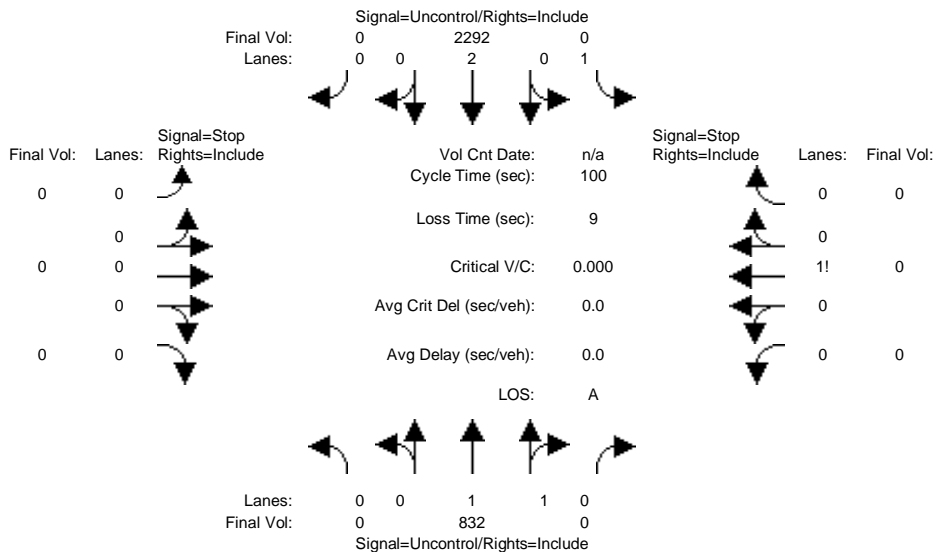 Signal=Uncontrol/Rights=Include
Final Vol: 0 2292 0
Lanes: 0 0 2 0 1
Signal=Stop Signal=Stop
Final Vol: Lanes: Rights=Include Vol Cnt Date: n/a Rights=Include Lanes: Final Vol:
Cycle Time (sec): 100
0 0 0 0
Loss Time (sec): 9
0 0
0 0 Critical V/C: 0.000 1! 0
0 Avg Crit Del (sec/veh): 0.0 0
0 0 Avg Delay (sec/veh): 0.0 0 0
LOS: A
Lanes: 0 0 1 1 0
Final Vol: 0 832 0
Signal=Uncontrol/Rights=Include